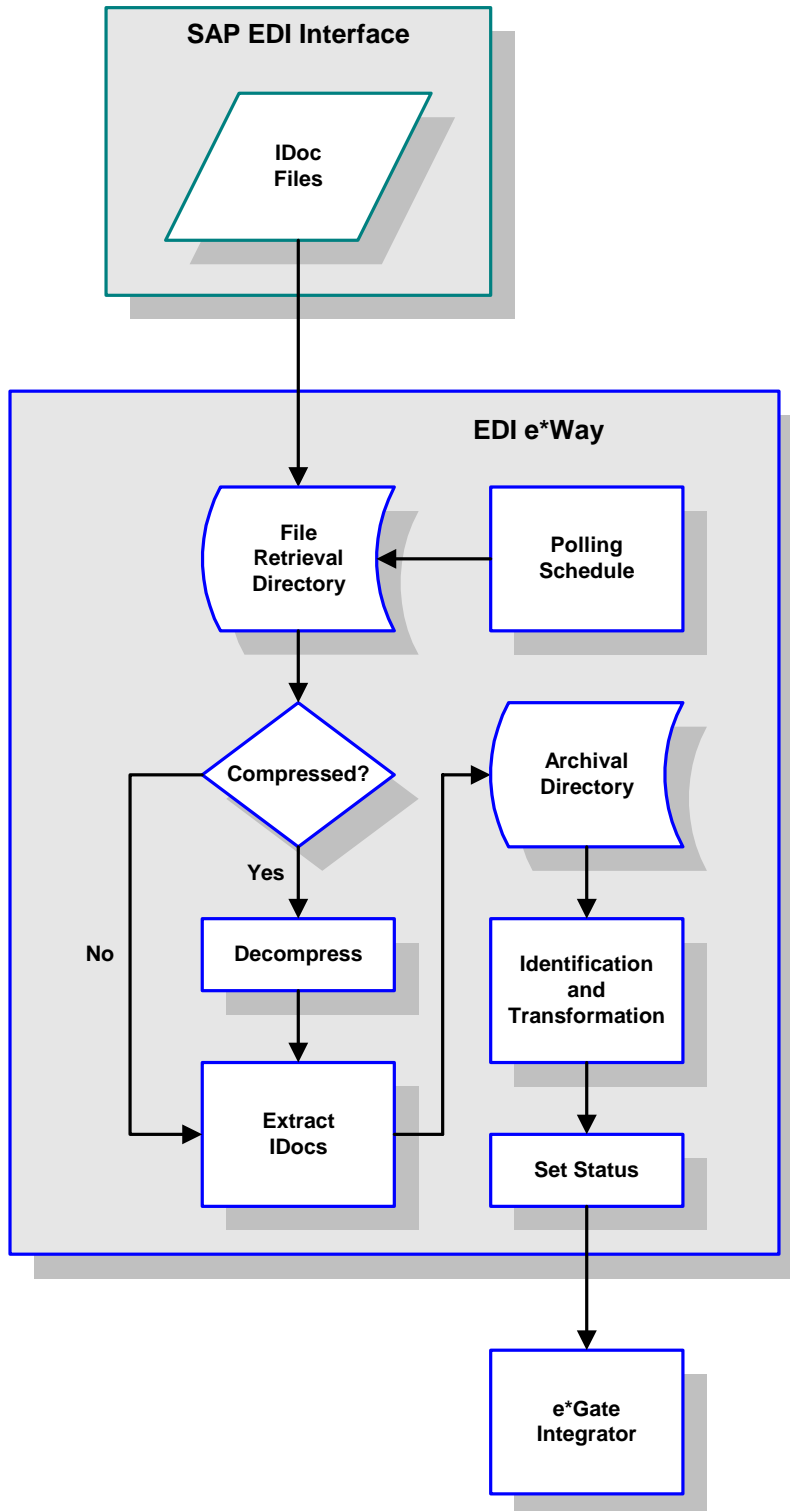 SAP EDI Interface
IDoc
Files
EDI e*Way
File
Retrieval
Directory
Polling
Schedule
Compressed?
Archival
Directory
Yes
No
Decompress
Identification
and
Transformation
Extract
IDocs
Set Status
e*Gate
Integrator